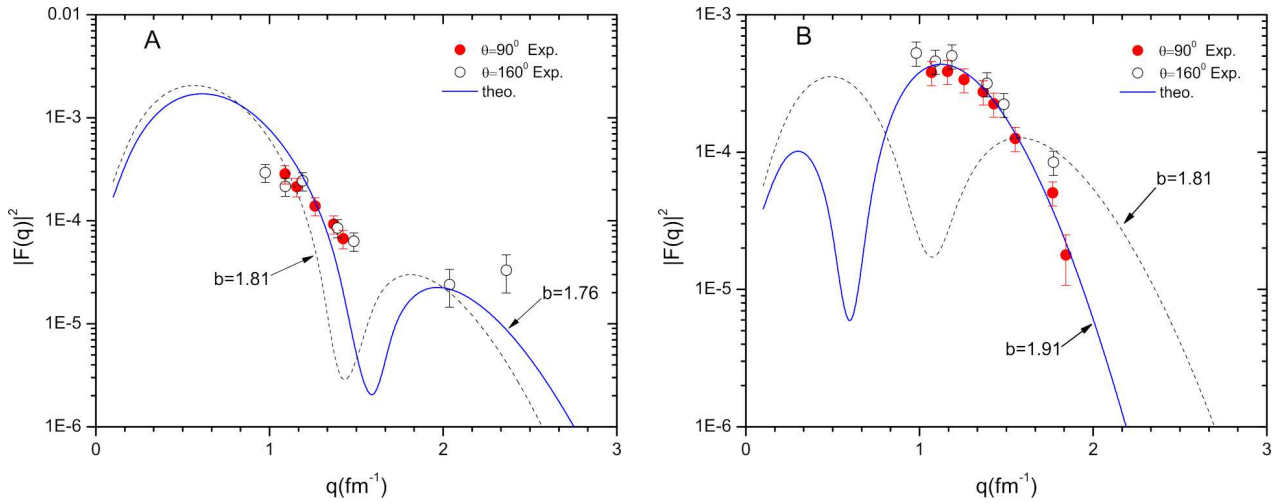 A
θ=90⁰ Exp.
θ=160⁰ Exp.
theo.
0.01
1E-3
1E-4
1E-5
1E-6
|F(q)|²
b=1.81
b=1.76
0 1 2 3
q(fm⁻¹)
B
θ=90⁰ Exp.
θ=160⁰ Exp.
theo.
1E-3
1E-4
1E-5
1E-6
|F(q)|²
b=1.81
b=1.91
0 1 2 3
q(fm⁻¹)